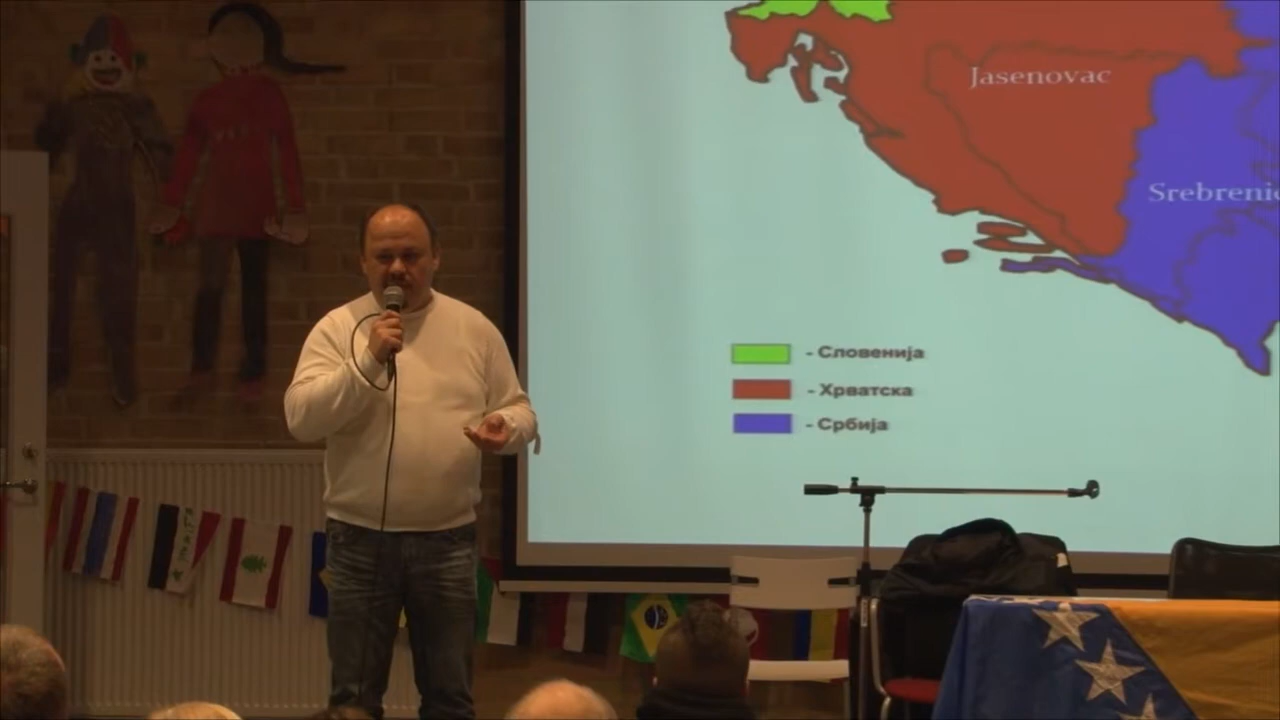 Jasenovac
Srebrenic
- Словенија
- Хрватска
- Србија